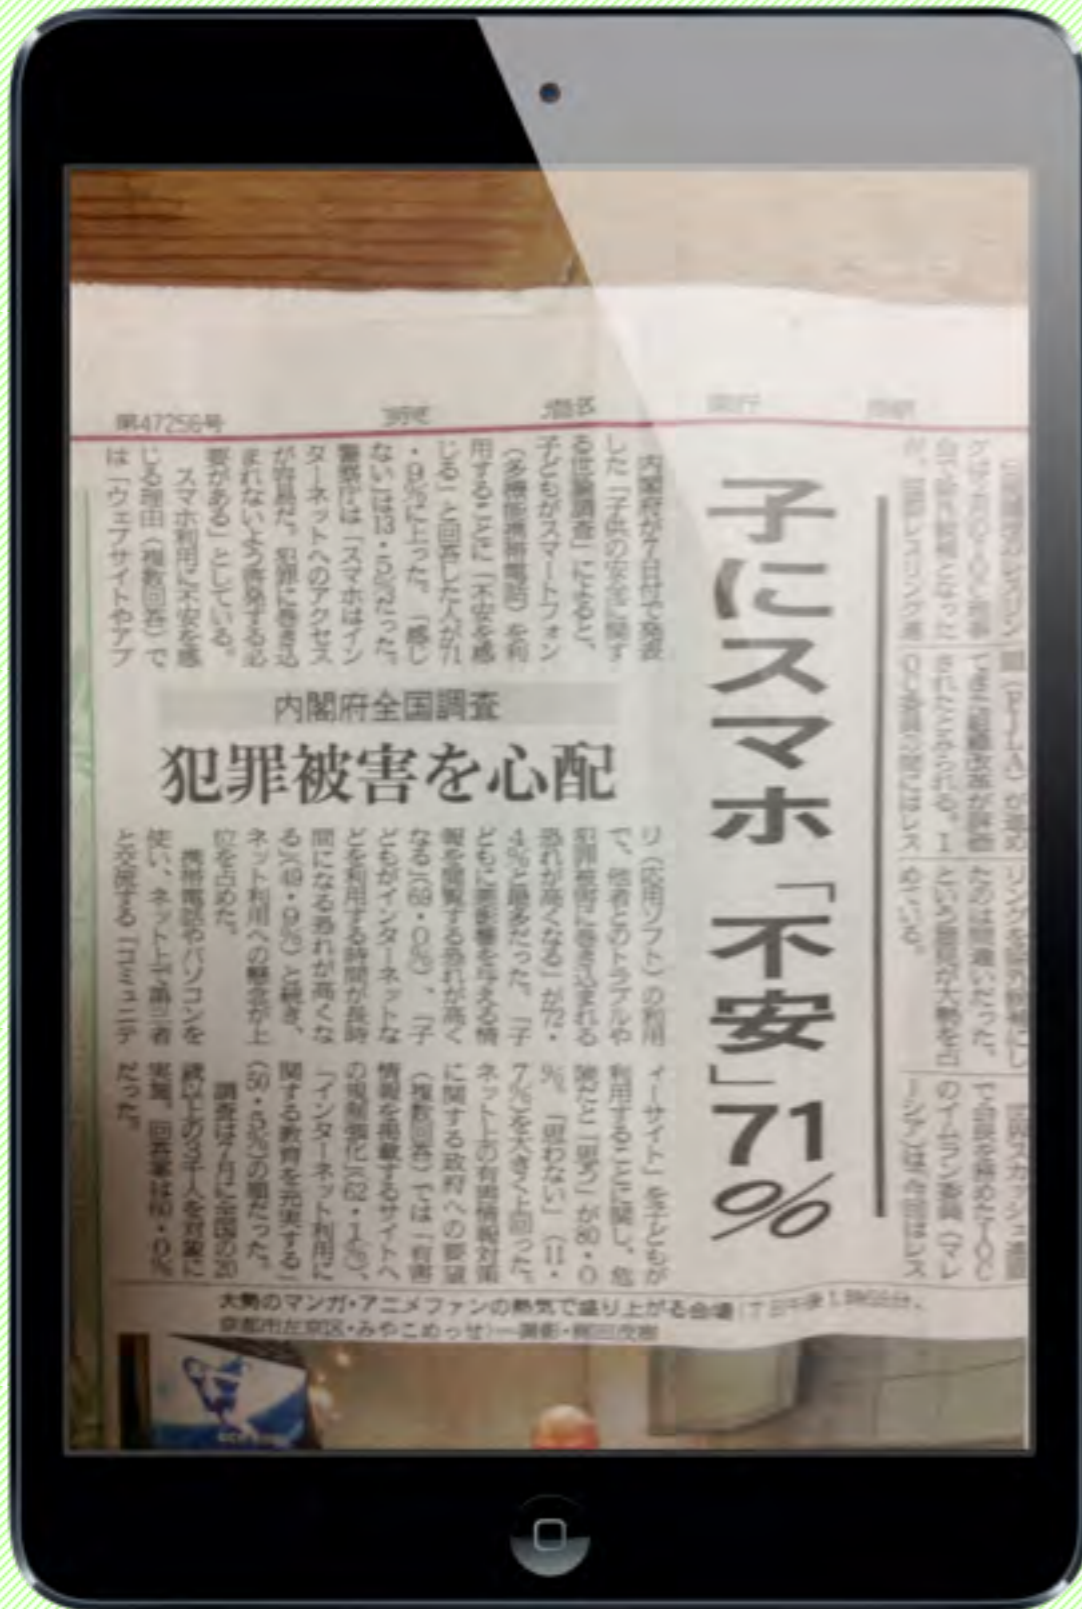 第47256号
子にスマホ「不安」71%
内閣府全国調査
犯罪被害を心配
内閣府が7日付で発表
した「子供の安全に関す
る世論調査」によると、
子どもがスマートフォン
(多機能携帯電話)を利
用することに「不安を感
じる」と回答した人が71
・9%に上った。「感じ
ない」は13・5%だった。
警察庁は「スマホはイン
ターネットへのアクセス
が容易だ。犯罪に巻き込
まれないよう啓発する必
要がある」としている。
スマホ利用に不安を感
じる理由(複数回答)で
は「ウェブサイトやアプ
リ(応用ソフト)の利用
で、他者とのトラブルや
犯罪被害に巻き込まれる
恐れが高くなる」が72・
4%と最多だった。「子
どもに悪影響を与える情
報を閲覧する恐れが高く
なる」(69・0%)、「子
どもがインターネットな
どを利用する時間が長時
間になる恐れが高くな
る」(49・9%)と続き、
ネット利用への懸念が上
位を占めた。
携帯電話やパソコンを
使い、ネット上で第三者
と交流する「コミュニテ
ィーサイト」を子どもが
利用することに関し、危
険だと「思う」が80・0
%。「思わない」(11・
7%)を大きく上回った。
ネット上の有害情報対策
に関する政府への要望
(複数回答)では「有害
情報を掲載するサイトへ
の規制強化」(62・1%)、
「インターネット利用に
関する教育を充実する」
(50・5%)の順だった。
調査は7月に全国の20
歳以上の3千人を対象に
実施。回答率は60・0%
だった。
大勢のマンガ・アニメファンの熱気で盛り上がる会場
京都市左京区・みやこめっせ)―撮影・